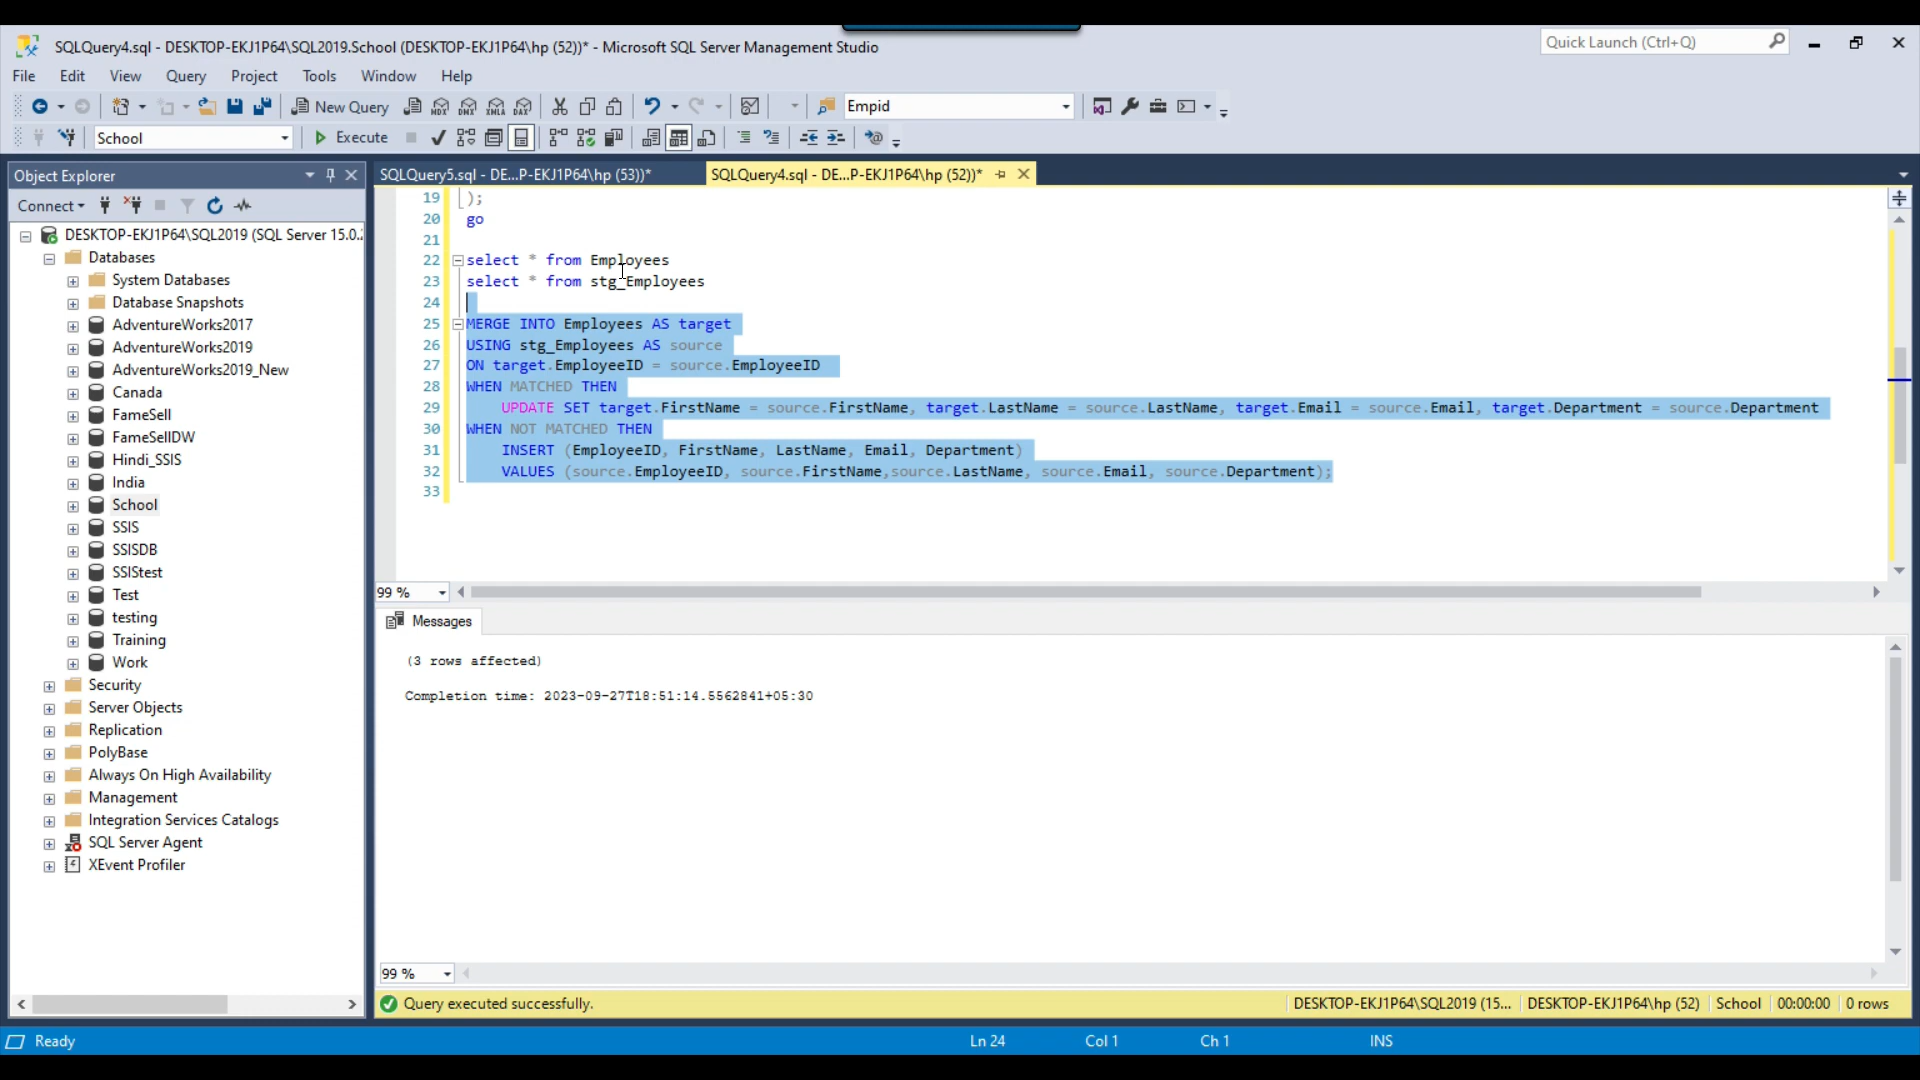 SQLQuery4.sql - DESKTOP-EKJ1P64\SQL2019.School (DESKTOP-EKJ1P64\hp (52))* - Microsoft SQL Server Management Studio
Quick Launch (Ctrl+Q)
File Edit View Query Project Tools Window Help
New Query MDX DMX XMLA DAX Empid
School Execute
Object Explorer
SQLQuery5.sql - DE...P-EKJ1P64\hp (53))*
SQLQuery4.sql - DE...P-EKJ1P64\hp (52))*
Connect
DESKTOP-EKJ1P64\SQL2019 (SQL Server 15.0.
Databases
System Databases
Database Snapshots
AdventureWorks2017
AdventureWorks2019
AdventureWorks2019_New
Canada
FameSell
FameSellDW
Hindi_SSIS
India
School
SSIS
SSISDB
SSIStest
Test
testing
Training
Work
Security
Server Objects
Replication
PolyBase
Always On High Availability
Management
Integration Services Catalogs
SQL Server Agent
XEvent Profiler
19 );
20 go
21
22 select * from Employees
23 select * from stg_Employees
24
25 MERGE INTO Employees AS target
26 USING stg_Employees AS source
27 ON target.EmployeeID = source.EmployeeID
28 WHEN MATCHED THEN
29 UPDATE SET target.FirstName = source.FirstName, target.LastName = source.LastName, target.Email = source.Email, target.Department = source.Department
30 WHEN NOT MATCHED THEN
31 INSERT (EmployeeID, FirstName, LastName, Email, Department)
32 VALUES (source.EmployeeID, source.FirstName,source.LastName, source.Email, source.Department);
33
99 %
Messages
(3 rows affected)
Completion time: 2023-09-27T18:51:14.5562841+05:30
99 %
Query executed successfully.
DESKTOP-EKJ1P64\SQL2019 (15... DESKTOP-EKJ1P64\hp (52) School 00:00:00 0 rows
Ready Ln 24 Col 1 Ch 1 INS